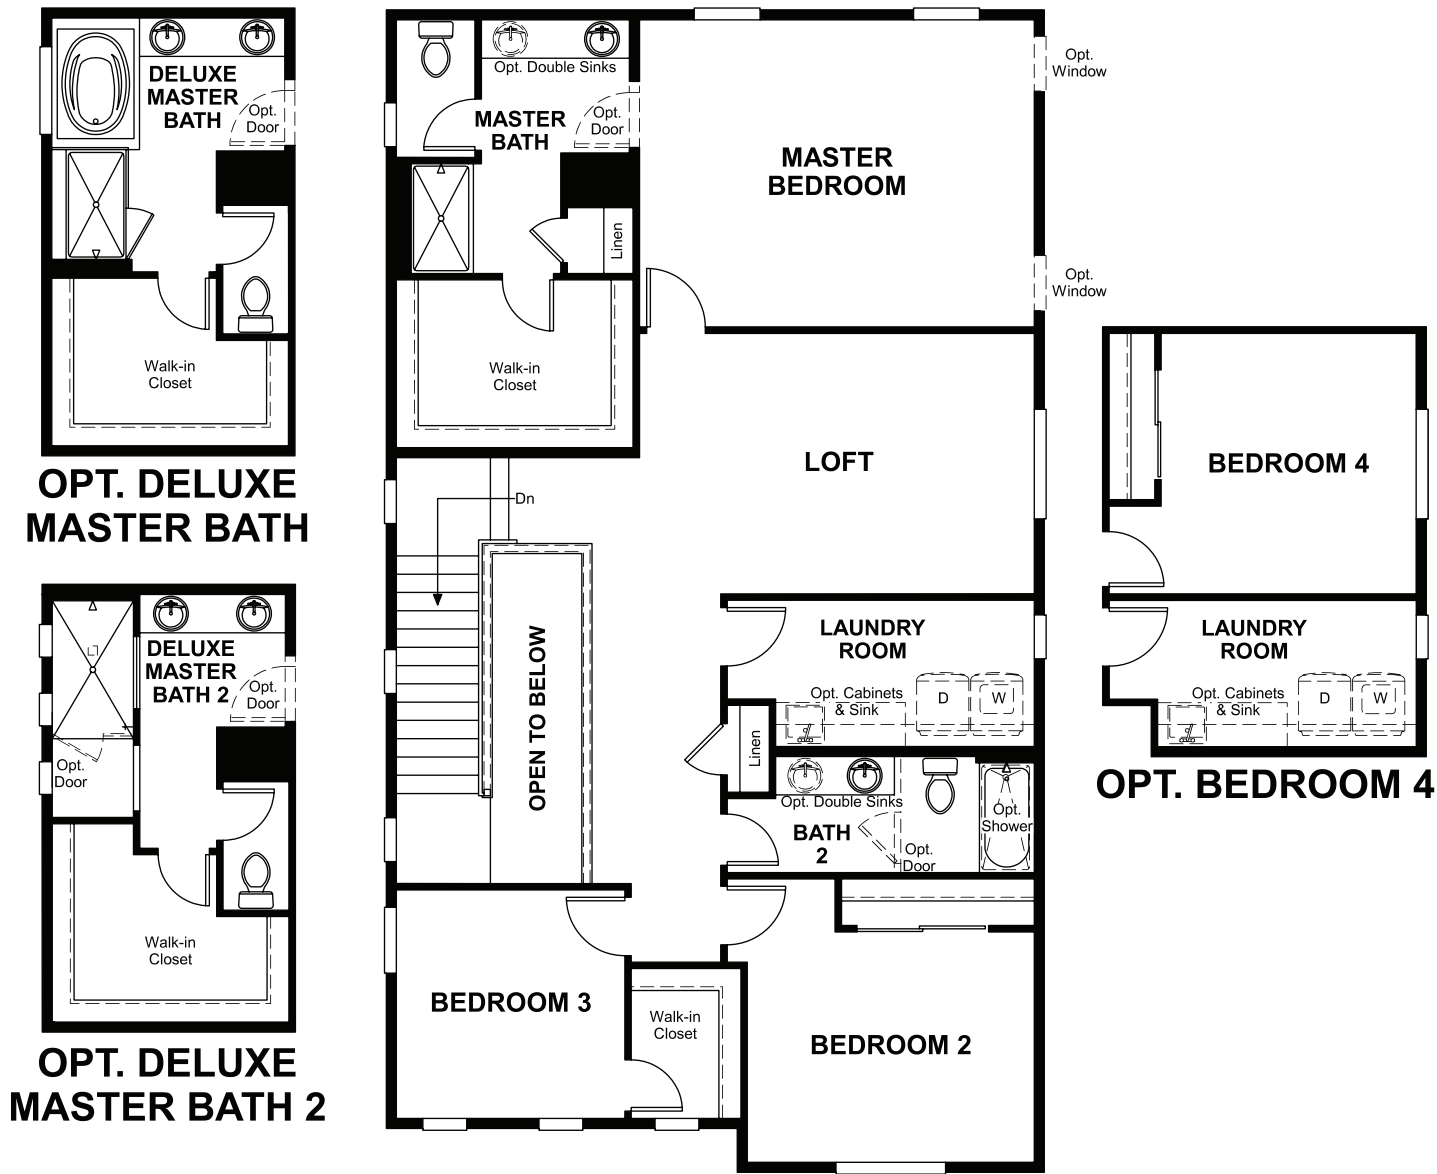 DELUXE
MASTER
BATH
Opt.
Door
Walk-in
Closet
OPT. DELUXE
MASTER BATH
DELUXE
MASTER
BATH 2
Opt.
Door
Opt.
Door
Walk-in
Closet
OPT. DELUXE
MASTER BATH 2
Opt. Double Sinks
MASTER
BATH
Opt.
Door
Linen
Walk-in
Closet
MASTER
BEDROOM
Opt.
Window
Opt.
Window
LOFT
Dn
OPEN TO BELOW
LAUNDRY
ROOM
Opt. Cabinets
& Sink
D
W
Linen
Opt. Double Sinks
BATH
2
Opt.
Door
Opt.
Shower
BEDROOM 3
Walk-in
Closet
BEDROOM 2
BEDROOM 4
LAUNDRY
ROOM
Opt. Cabinets
& Sink
D
W
OPT. BEDROOM 4